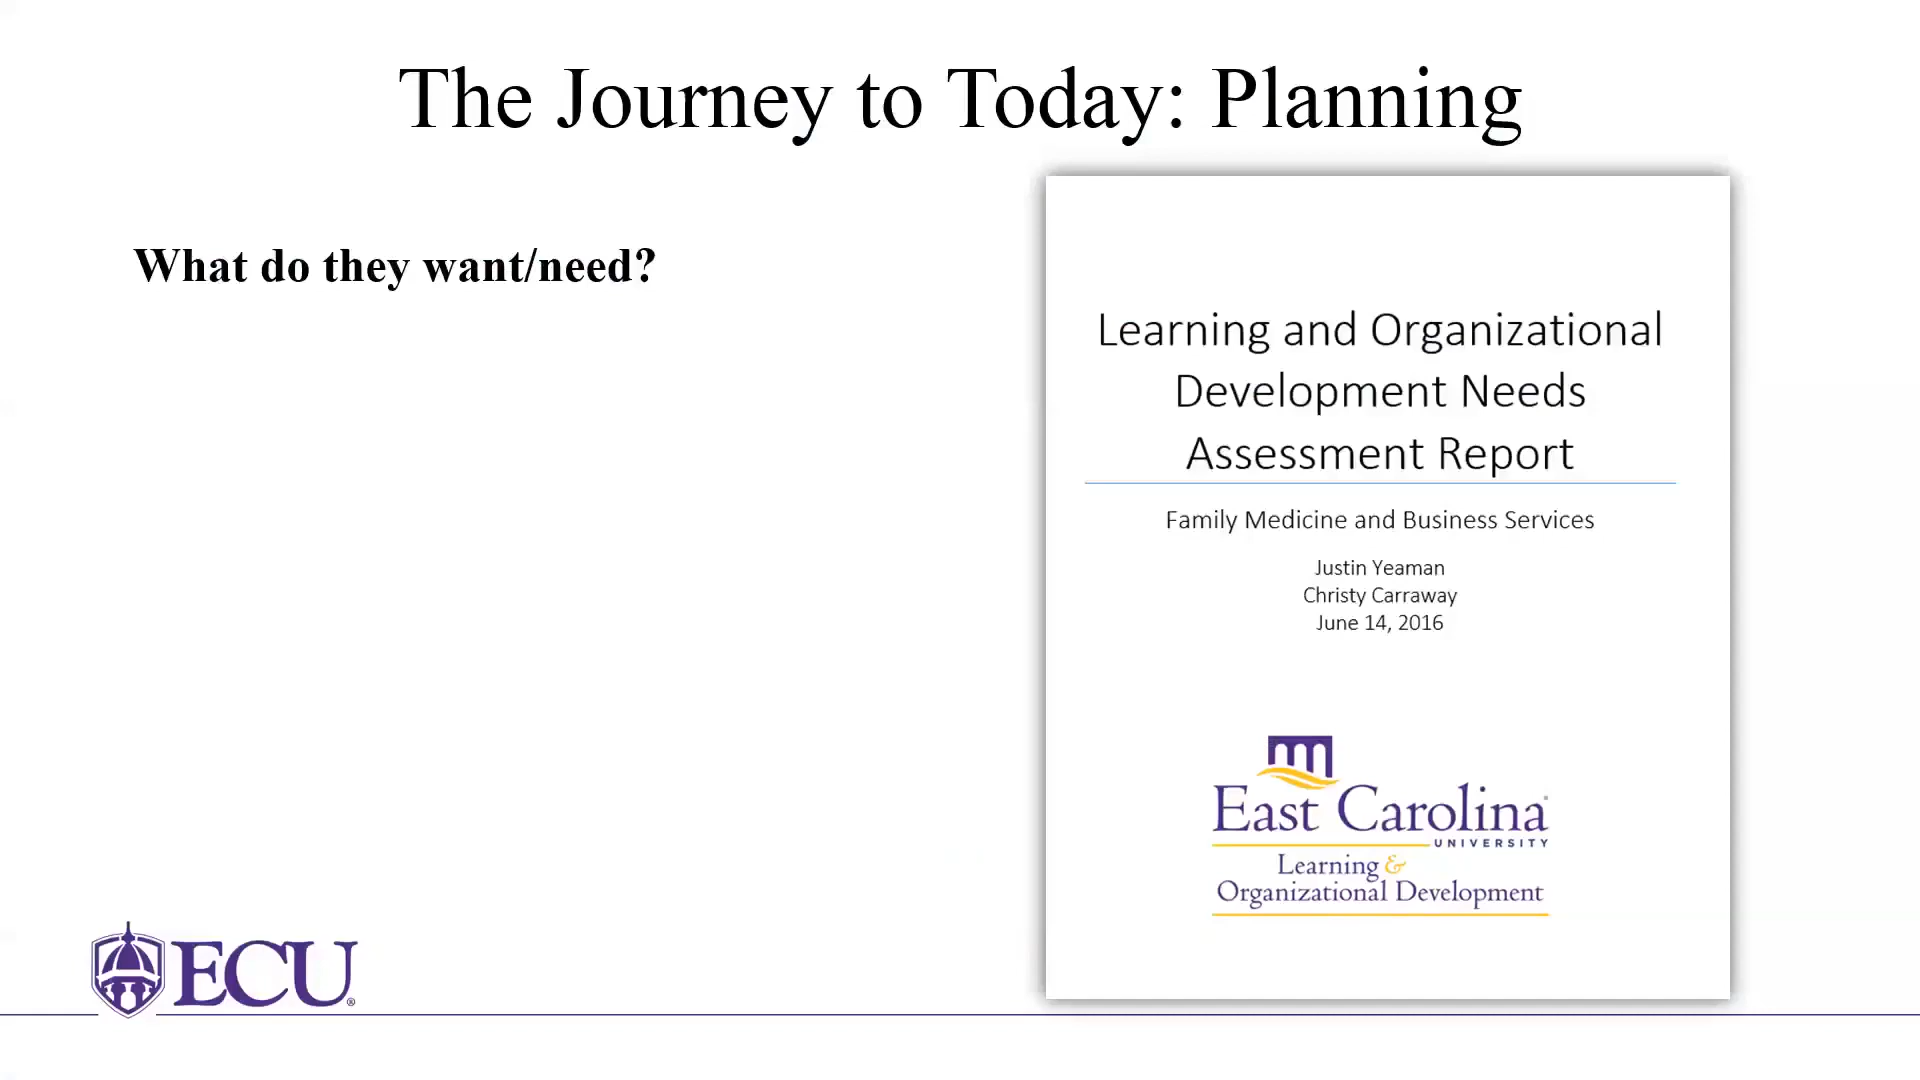 The Journey to Today: Planning
What do they want/need?
Learning and Organizational
Development Needs
Assessment Report
Family Medicine and Business Services
Justin Yeaman
Christy Carraway
June 14, 2016
East Carolina®
UNIVERSITY
Learning &
Organizational Development
ECU®